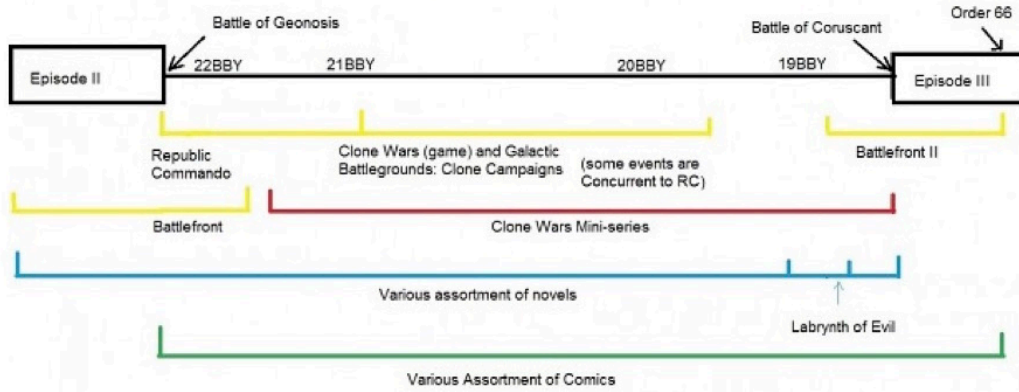 Order 66
Battle of Geonosis
Battle of Coruscant
22BBY
21BBY
20BBY
19BBY
Episode II
Episode III
Republic
Commando
Clone Wars (game) and Galactic
Battlegrounds: Clone Campaigns
(some events are
Concurrent to RC)
Battlefront II
Battlefront
Clone Wars Mini-series
Various assortment of novels
Labrynth of Evil
Various Assortment of Comics